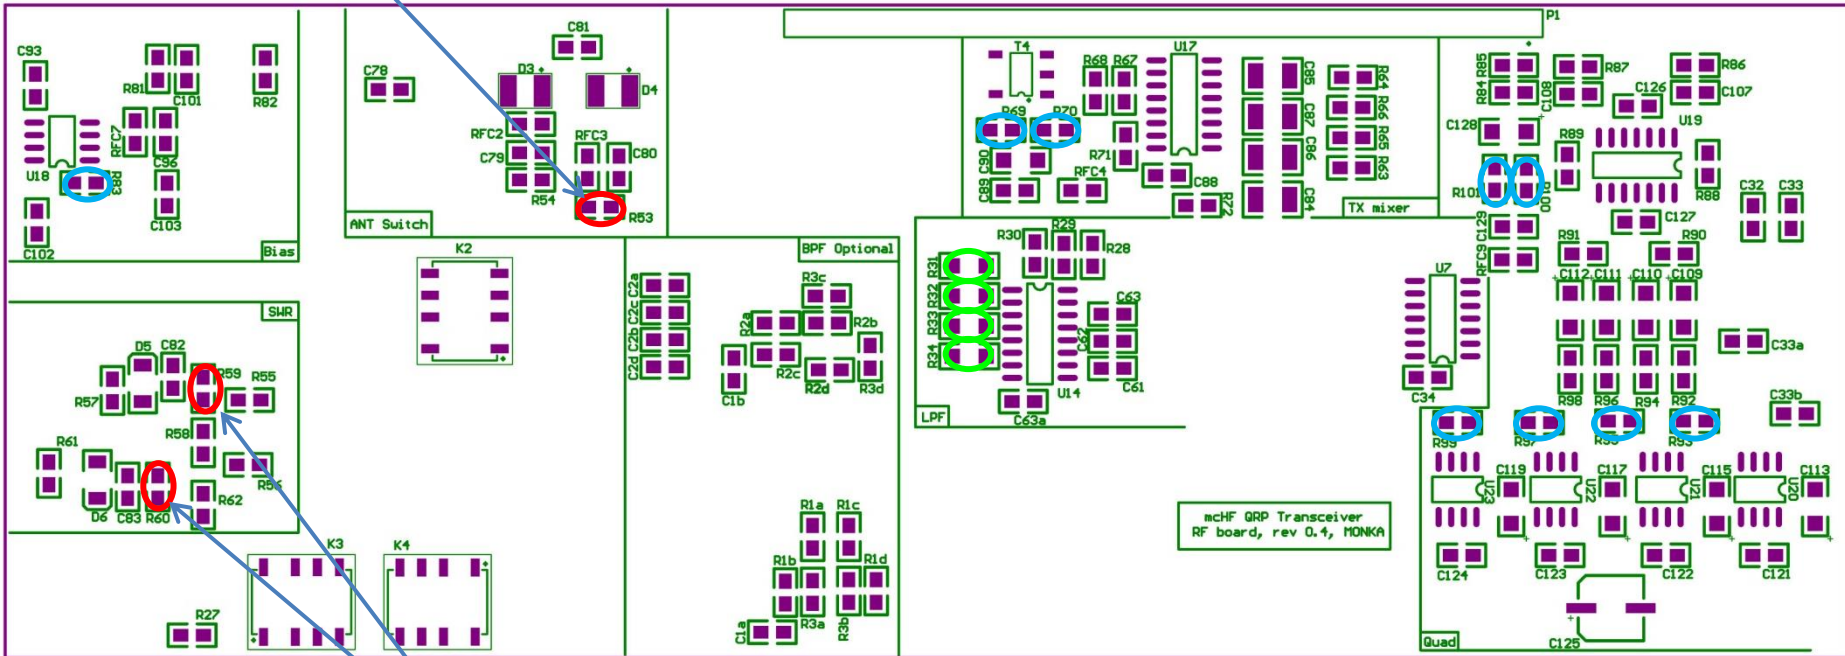 P1
C93
R81
C101
R82
RFC7
C96
U18
R83
C103
C102
Bias
C81
C78
D3
D4
RFC2
RFC3
C79
C80
R54
R53
ANT Switch
T4
R68
R67
U17
R69
R70
R71
C90
C89
RFC4
C88
R72
C85
C87
C86
C84
R64
R66
R65
R63
TX mixer
R85
R84
C108
R87
R86
C107
C126
U19
C128
R89
R88
R101
R100
C32
C33
C129
C127
RFC9
R91
R90
C112
C111
C110
C109
U7
C34
C33a
C33b
R98
R96
R94
R92
R99
R97
R95
R93
C119
C117
C115
C113
U23
U22
U21
U20
C124
C123
C122
C121
C125
Quad
K2
BPF Optional
C2a
C2c
C2b
C2d
R3c
R2a
R2b
R2c
R2d
R3d
C1b
R31
R32
R33
R34
R30
R29
R28
C63
C62
C61
U14
C63a
LPF
SWR
D5
C82
R59
R55
R57
R58
R61
R56
R62
D6
C83
R60
K3
K4
R27
R1a
R1c
R1b
R1d
R3a
R3b
C1a
mcHF QRP Transceiver
RF board, rev 0.4, MONKA